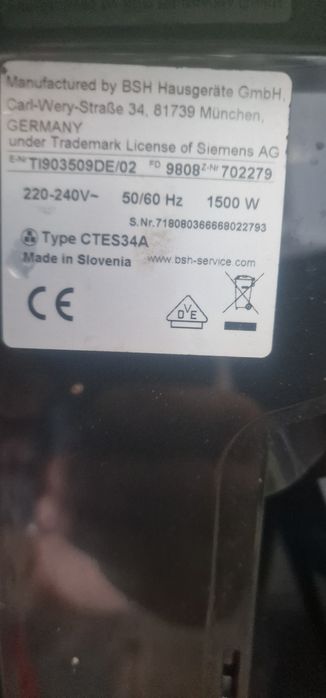 Manufactured by BSH Hausgeräte GmbH,
Carl-Wery-Straße 34, 81739 München,
GERMANY
under Trademark License of Siemens AG
E-Nr TI903509DE/02 FD 9808 Z-Nr 702279
220-240V~ 50/60 Hz 1500 W
S.Nr.718080366668022793
Type CTES34A
Made in Slovenia www.bsh-service.com
CE
DVE